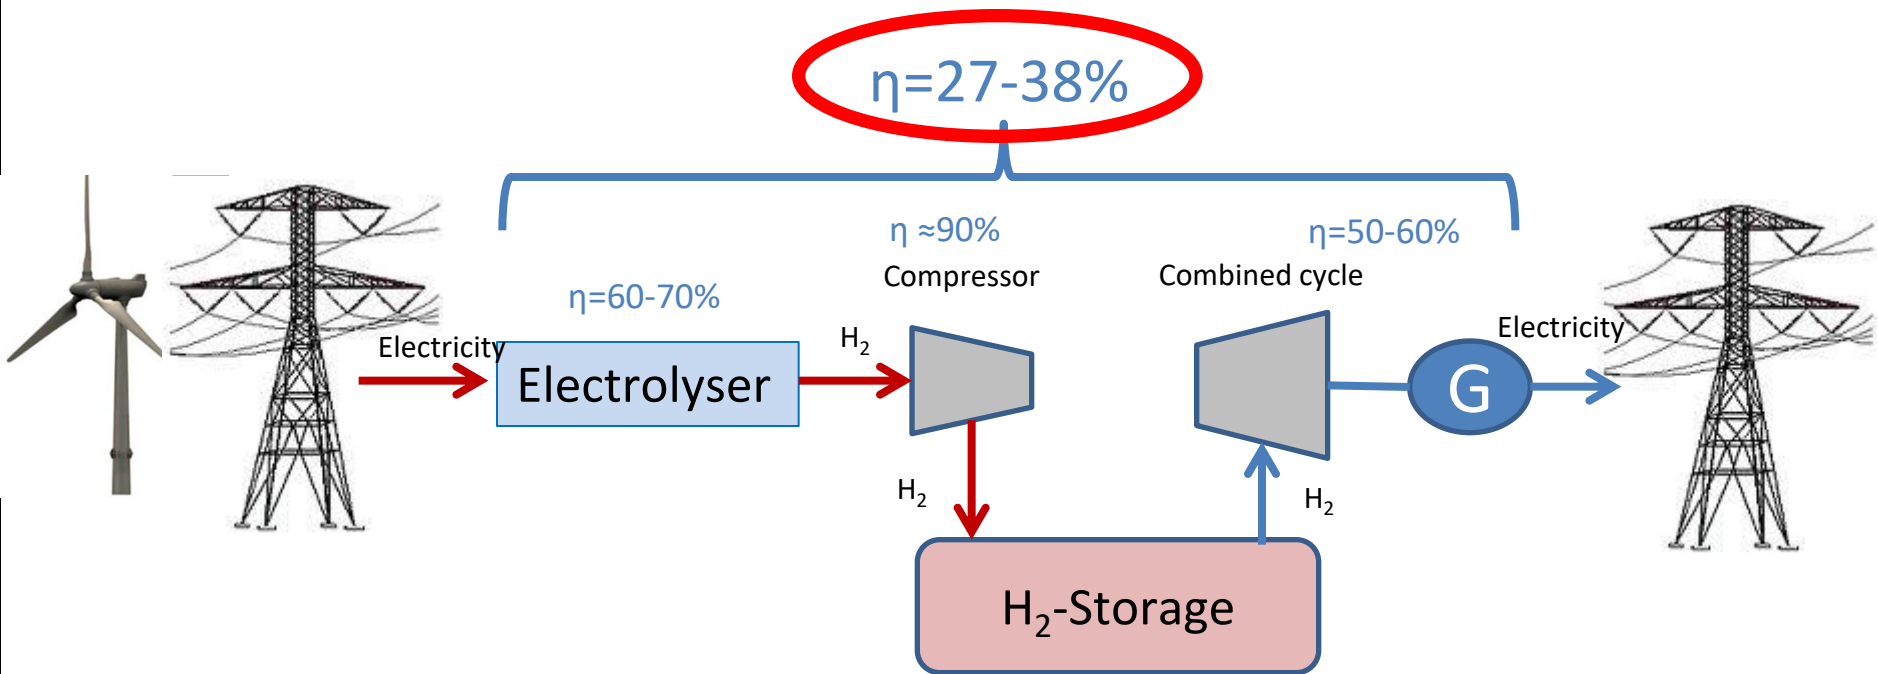 η=27-38%
η ≈90%
Compressor
η=50-60%
Combined cycle
η=60-70%
Electricity
Electrolyser
H₂
H₂
H₂-Storage
H₂
G
Electricity